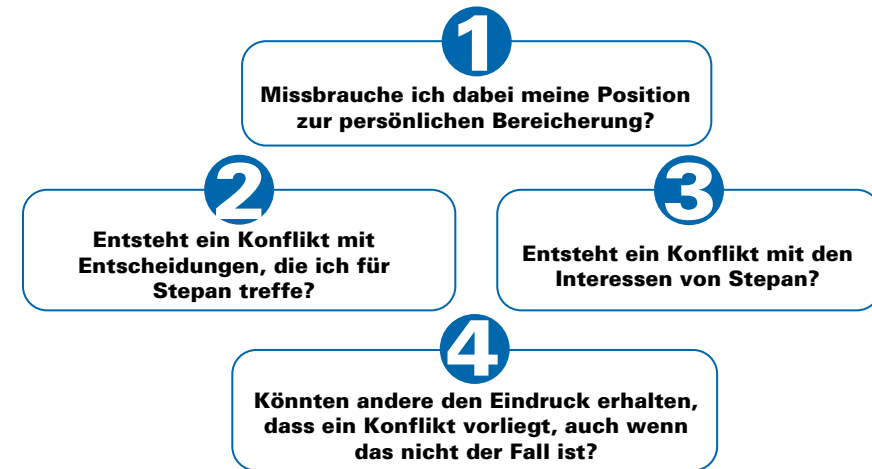 1
Missbrauche ich dabei meine Position
zur persönlichen Bereicherung?
2
Entsteht ein Konflikt mit
Entscheidungen, die ich für
Stepan treffe?
3
Entsteht ein Konflikt mit den
Interessen von Stepan?
4
Könnten andere den Eindruck erhalten,
dass ein Konflikt vorliegt, auch wenn
das nicht der Fall ist?